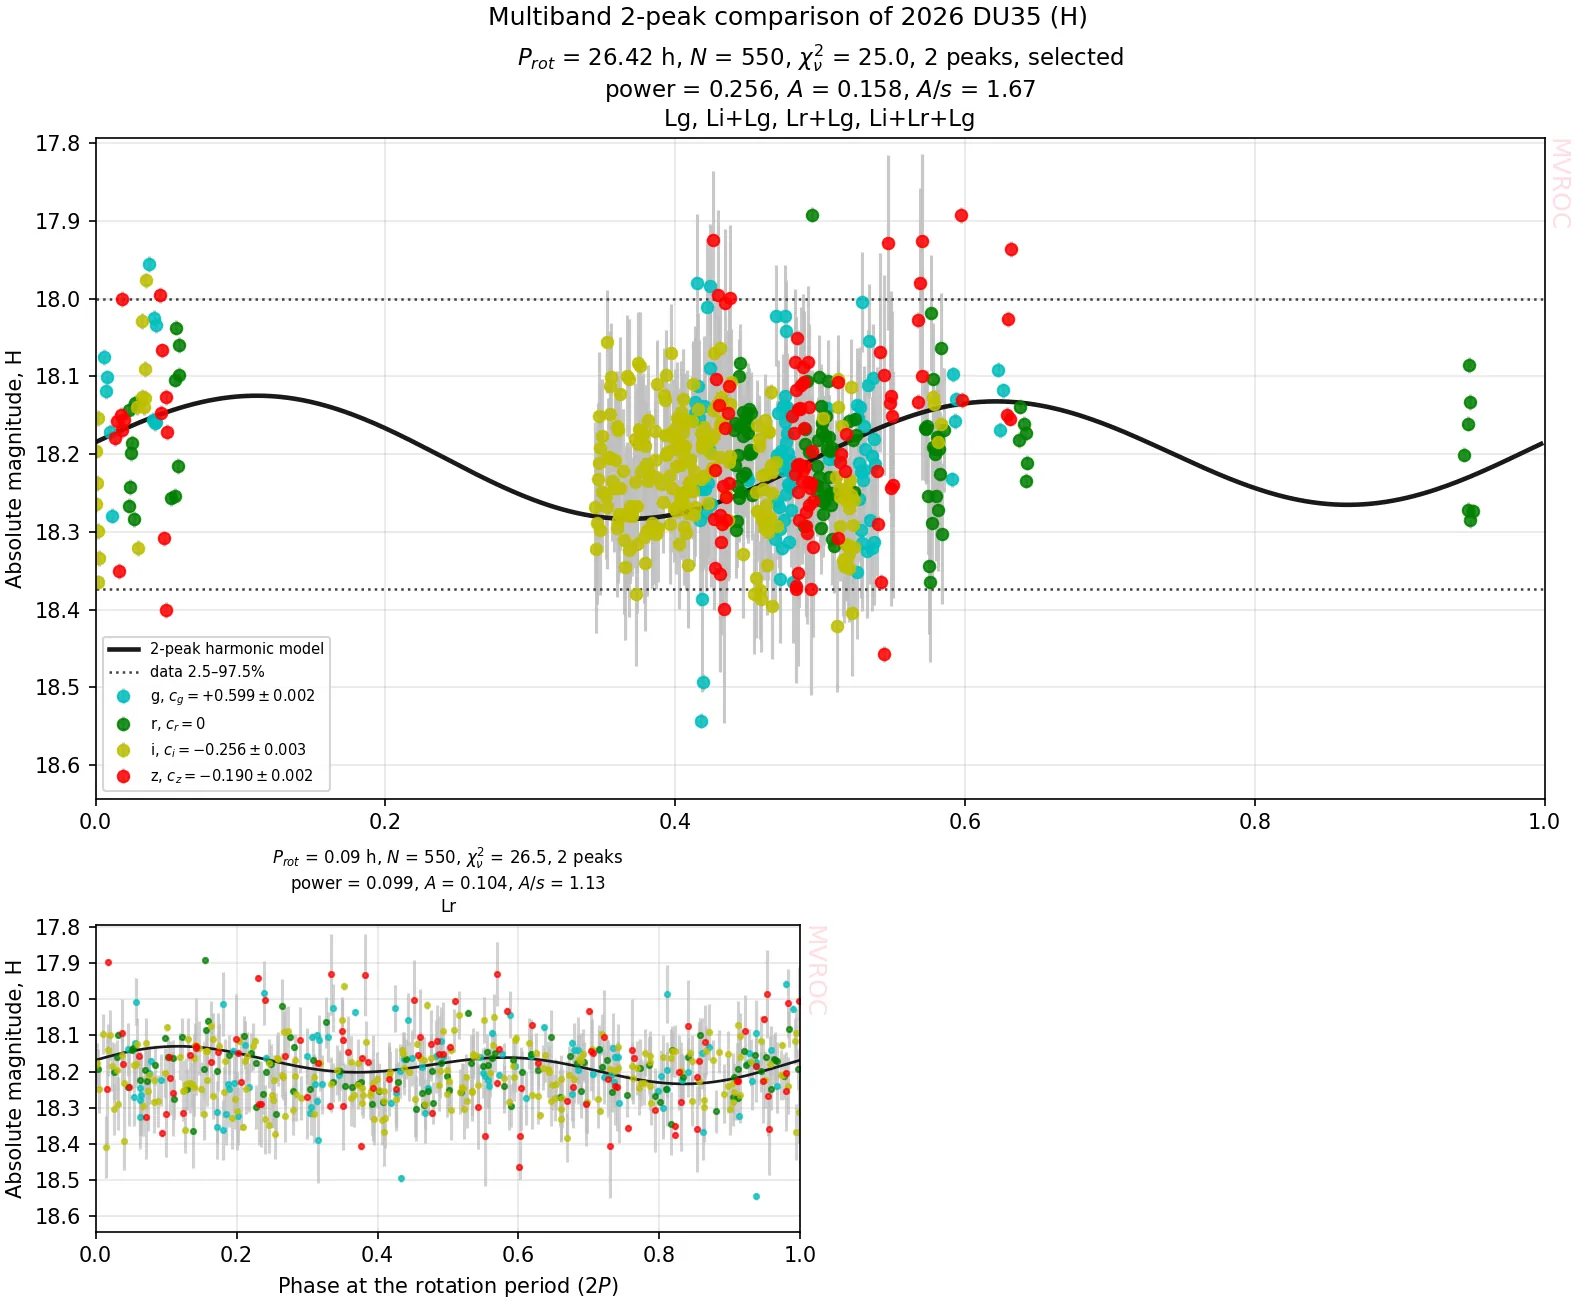 Multiband 2-peak comparison of 2026 DU35 (H)
P_rot = 26.42 h, N = 550, χ²_ν = 25.0, 2 peaks, selected
power = 0.256, A = 0.158, A/s = 1.67
Lg, Li+Lg, Lr+Lg, Li+Lr+Lg
17.8
17.9
18.0
18.1
18.2
18.3
18.4
18.5
18.6
Absolute magnitude, H
MVROC
2-peak harmonic model
data 2.5–97.5%
g, c_g = +0.599 ± 0.002
r, c_r = 0
i, c_i = −0.256 ± 0.003
z, c_z = −0.190 ± 0.002
0.0 0.2 0.4 0.6 0.8 1.0
P_rot = 0.09 h, N = 550, χ²_ν = 26.5, 2 peaks
power = 0.099, A = 0.104, A/s = 1.13
Lr
17.8
17.9
18.0
18.1
18.2
18.3
18.4
18.5
18.6
Absolute magnitude, H
MVROC
0.0 0.2 0.4 0.6 0.8 1.0
Phase at the rotation period (2P)